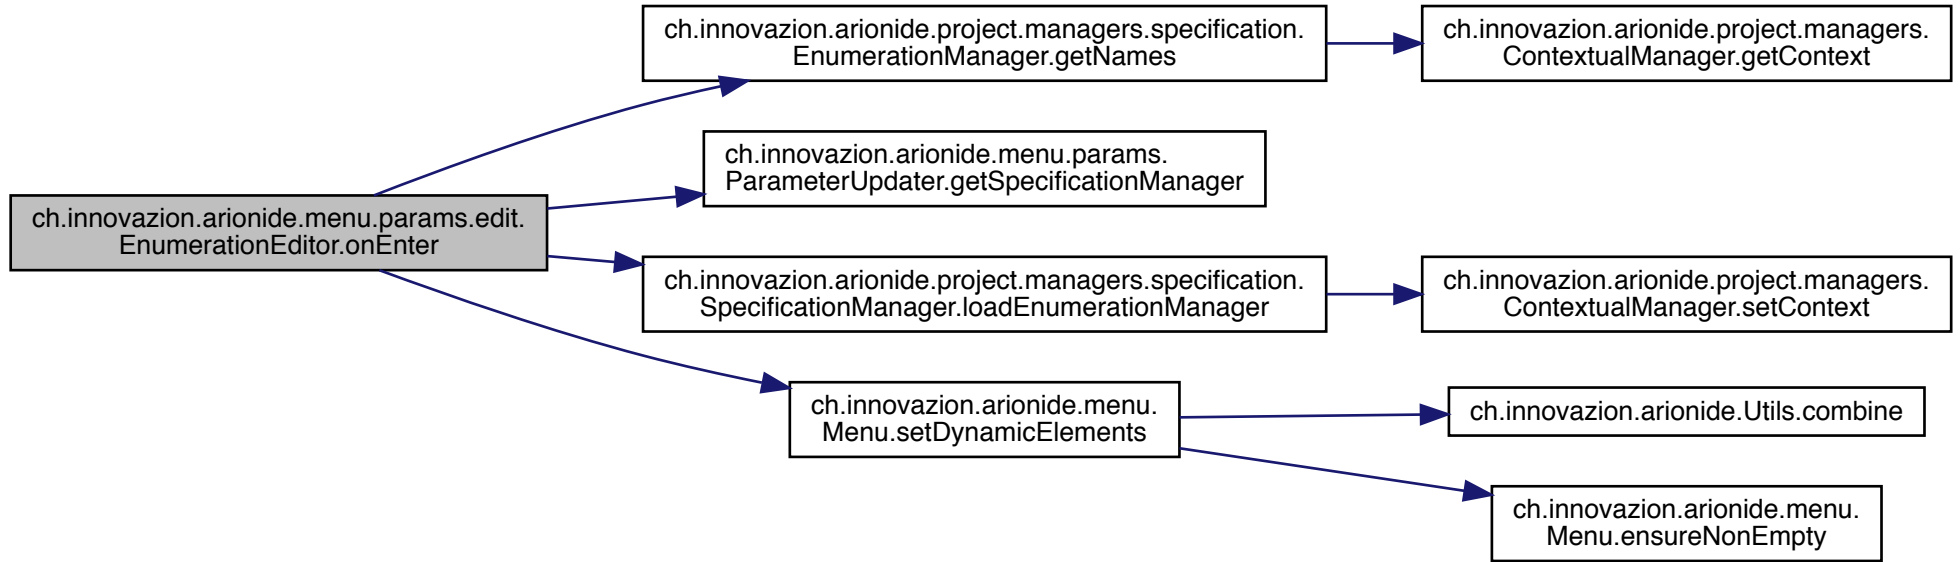 ch.innovazion.arionide.menu.params.edit.
EnumerationEditor.onEnter
ch.innovazion.arionide.project.managers.specification.
EnumerationManager.getNames
ch.innovazion.arionide.project.managers.
ContextualManager.getContext
ch.innovazion.arionide.menu.params.
ParameterUpdater.getSpecificationManager
ch.innovazion.arionide.project.managers.specification.
SpecificationManager.loadEnumerationManager
ch.innovazion.arionide.project.managers.
ContextualManager.setContext
ch.innovazion.arionide.menu.
Menu.setDynamicElements
ch.innovazion.arionide.Utils.combine
ch.innovazion.arionide.menu.
Menu.ensureNonEmpty